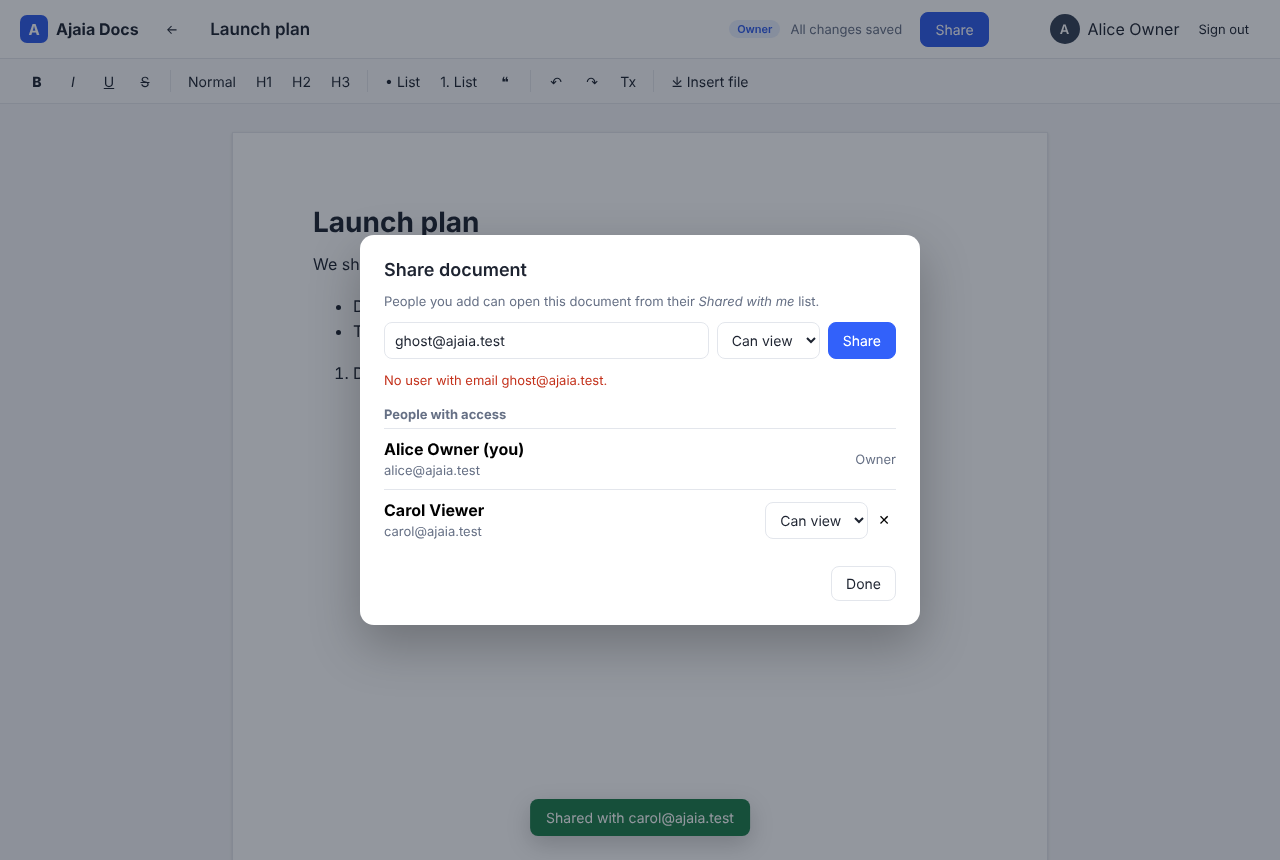 A Ajaia Docs ← Launch plan Owner All changes saved Share A Alice Owner Sign out
B I U S Normal H1 H2 H3 • List 1. List ❝ ↶ ↷ Tx ↓ Insert file
Launch plan
We sh
• D
• T
1. D
Share document
People you add can open this document from their Shared with me list.
ghost@ajaia.test Can view Share
No user with email ghost@ajaia.test.
People with access
Alice Owner (you)
alice@ajaia.test
Owner
Carol Viewer
carol@ajaia.test
Can view ✕
Done
Shared with carol@ajaia.test